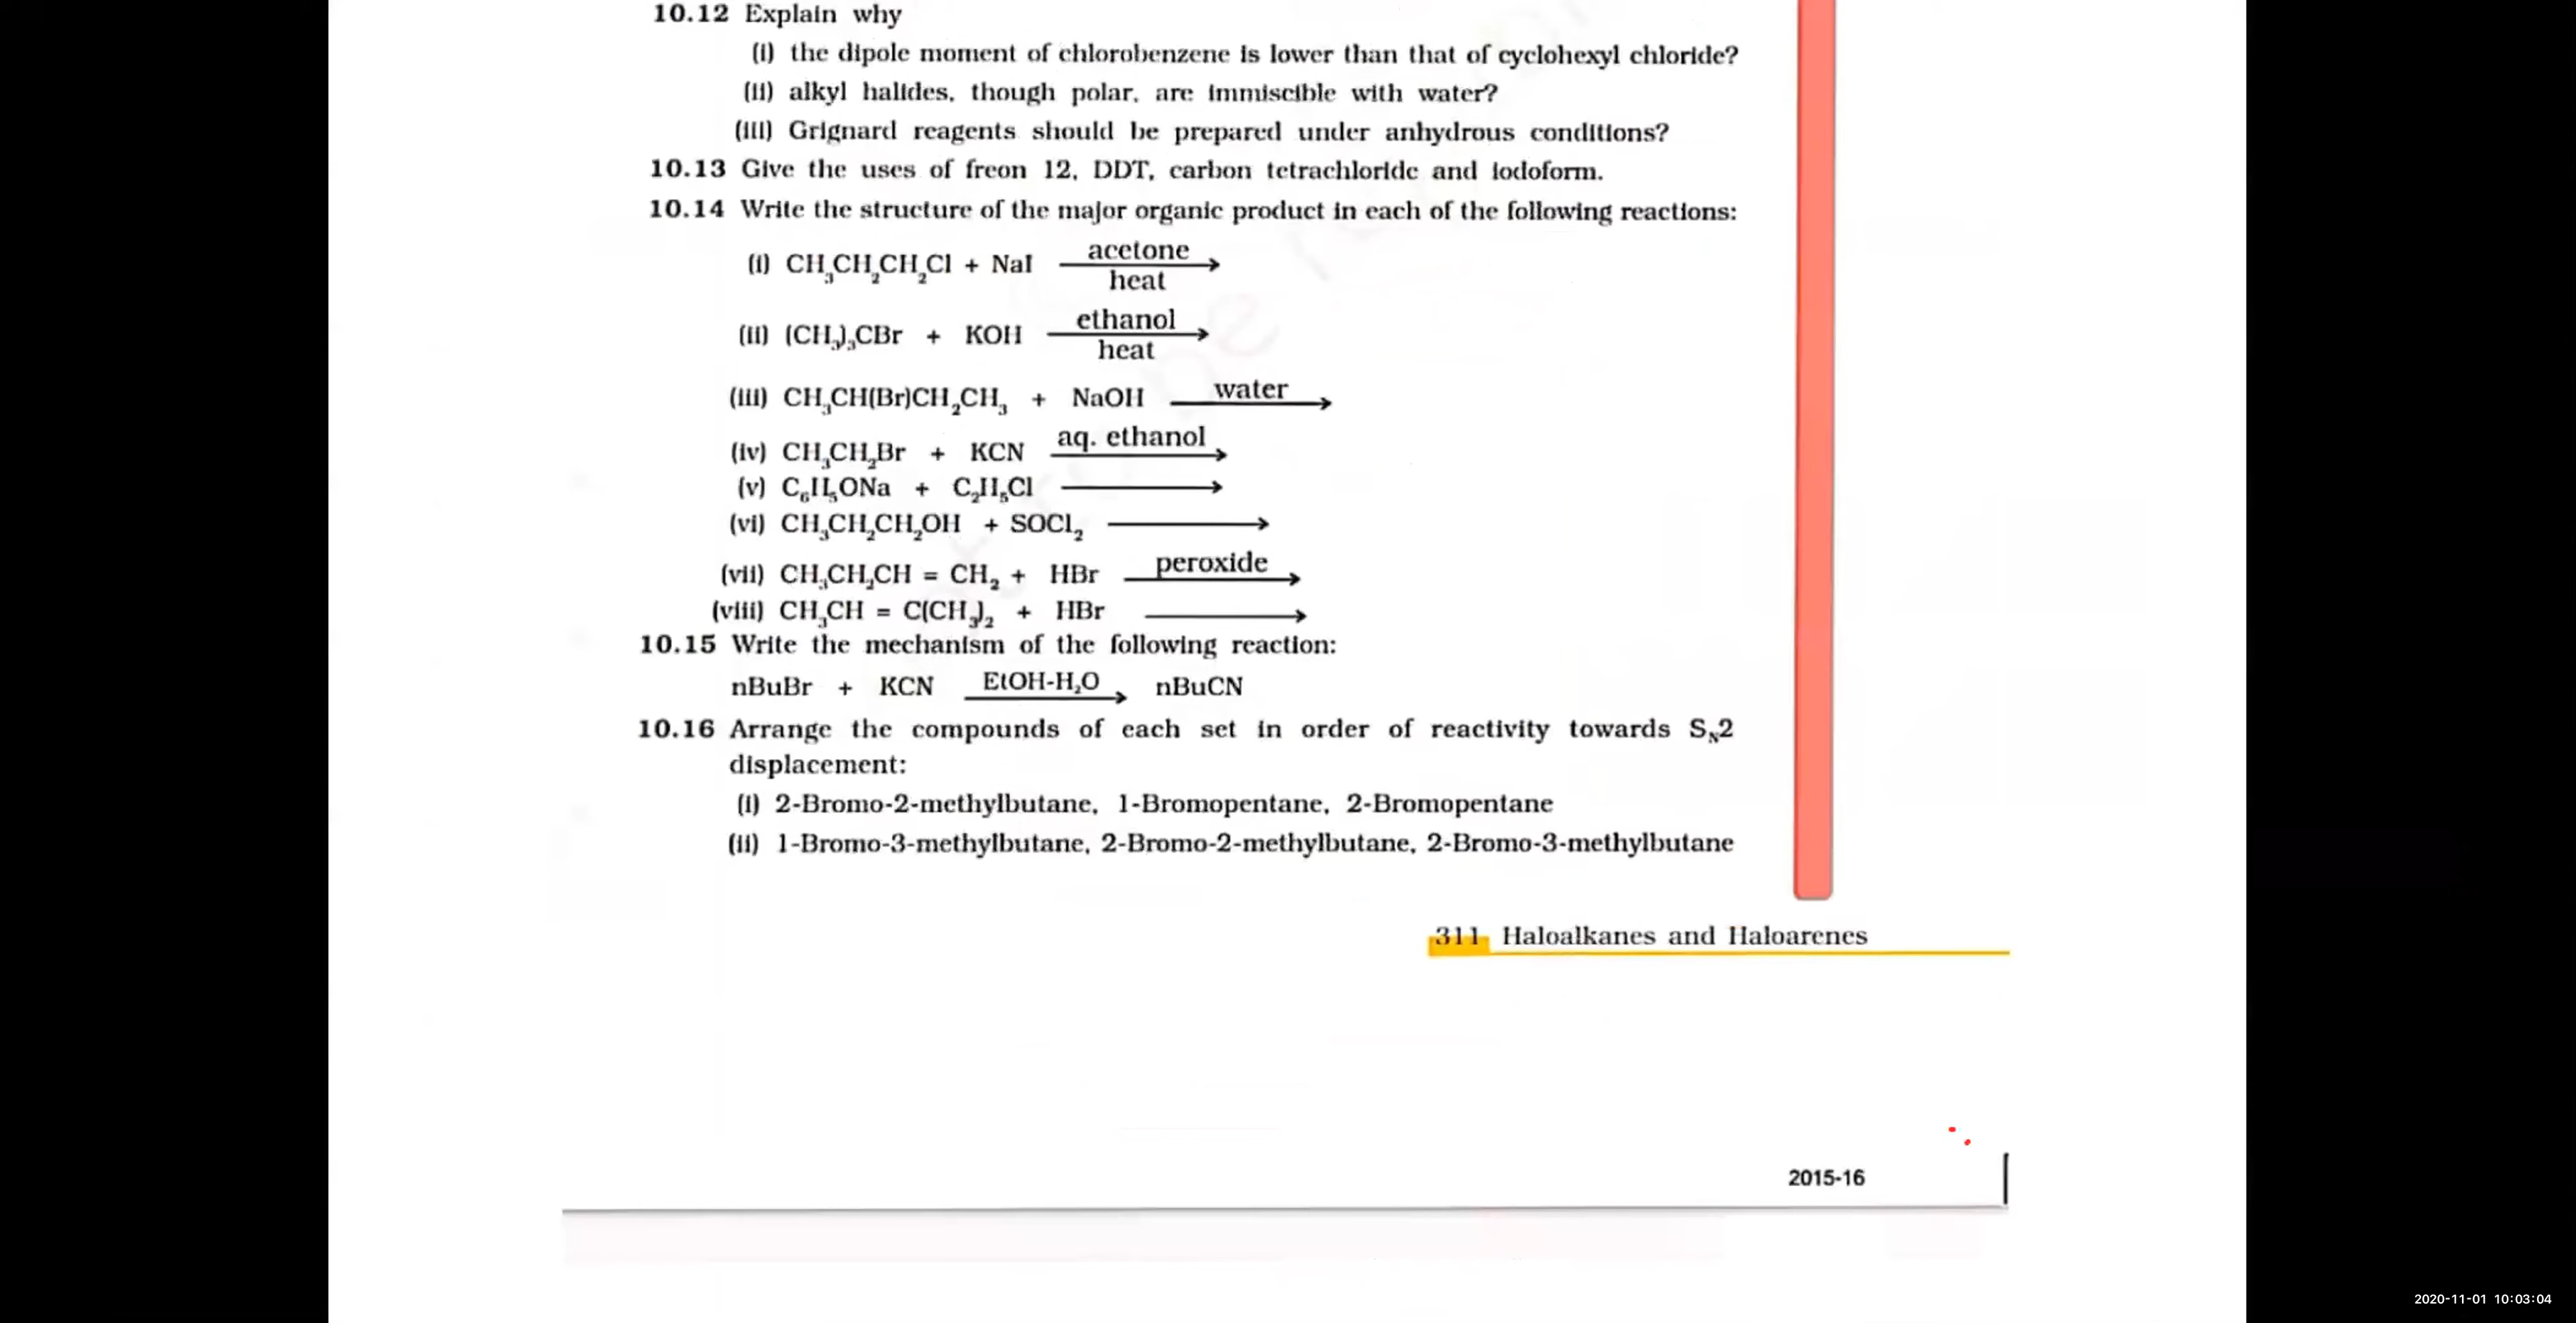 10.12 Explain why
(i) the dipole moment of chlorobenzene is lower than that of cyclohexyl chloride?
(ii) alkyl halides, though polar, are immiscible with water?
(iii) Grignard reagents should be prepared under anhydrous conditions?
10.13 Give the uses of freon 12, DDT, carbon tetrachloride and iodoform.
10.14 Write the structure of the major organic product in each of the following reactions:
(i) CH₃CH₂CH₂Cl + NaI acetone heat
(ii) (CH₃)₃CBr + KOH ethanol heat
(iii) CH₃CH(Br)CH₂CH₃ + NaOH water
(iv) CH₃CH₂Br + KCN aq. ethanol
(v) C₆H₅ONa + C₂H₅Cl
(vi) CH₃CH₂CH₂OH + SOCl₂
(vii) CH₃CH₂CH = CH₂ + HBr peroxide
(viii) CH₃CH = C(CH₃)₂ + HBr
10.15 Write the mechanism of the following reaction:
nBuBr + KCN EtOH-H₂O nBuCN
10.16 Arrange the compounds of each set in order of reactivity towards Sɴ2
displacement:
(i) 2-Bromo-2-methylbutane, 1-Bromopentane, 2-Bromopentane
(ii) 1-Bromo-3-methylbutane, 2-Bromo-2-methylbutane, 2-Bromo-3-methylbutane
311 Haloalkanes and Haloarenes
2015-16
2020-11-01 10:03:04